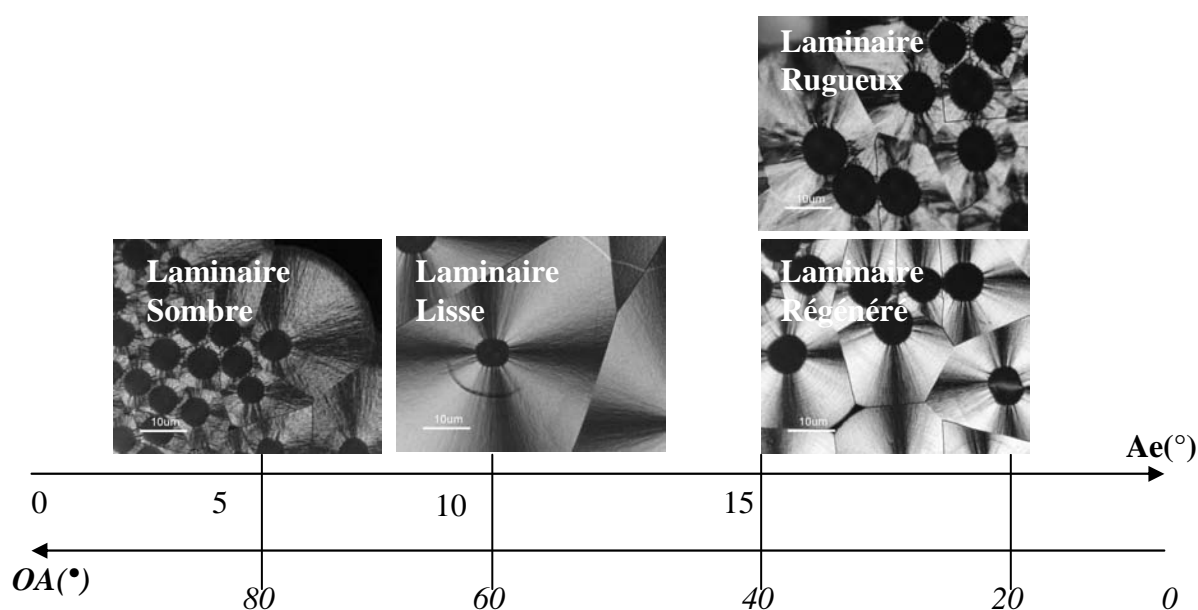 Laminaire
Rugueux
10um
Laminaire
Sombre
10um
Laminaire
Lisse
10um
Laminaire
Régénéré
10um
Ae(°)
0 5 10 15
OA(•)
80 60 40 20 0